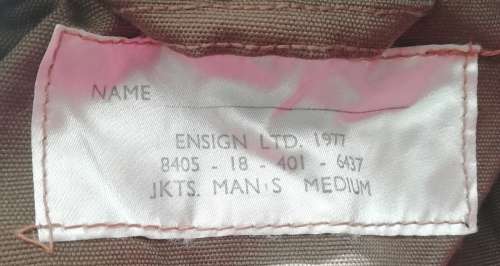 NAME
ENSIGN LTD. 1977
8405 - 18 - 401 - 6437
JKTS. MAN'S MEDIUM